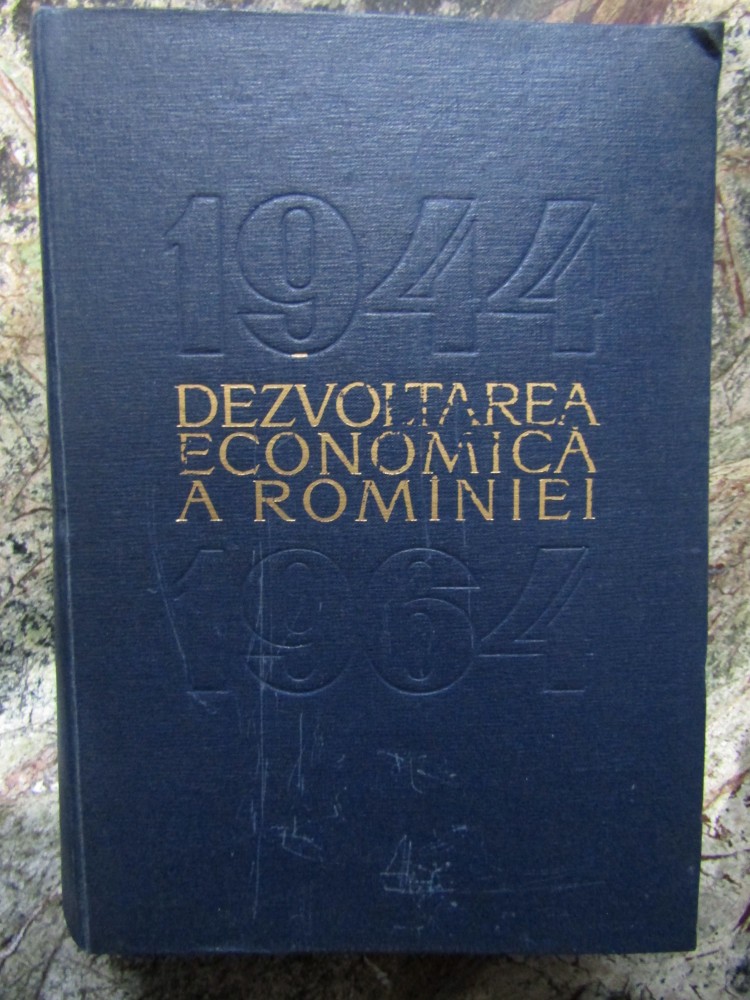 1944
DEZVOLTAREA
ECONOMICĂ
A ROMÎNIEI
1964